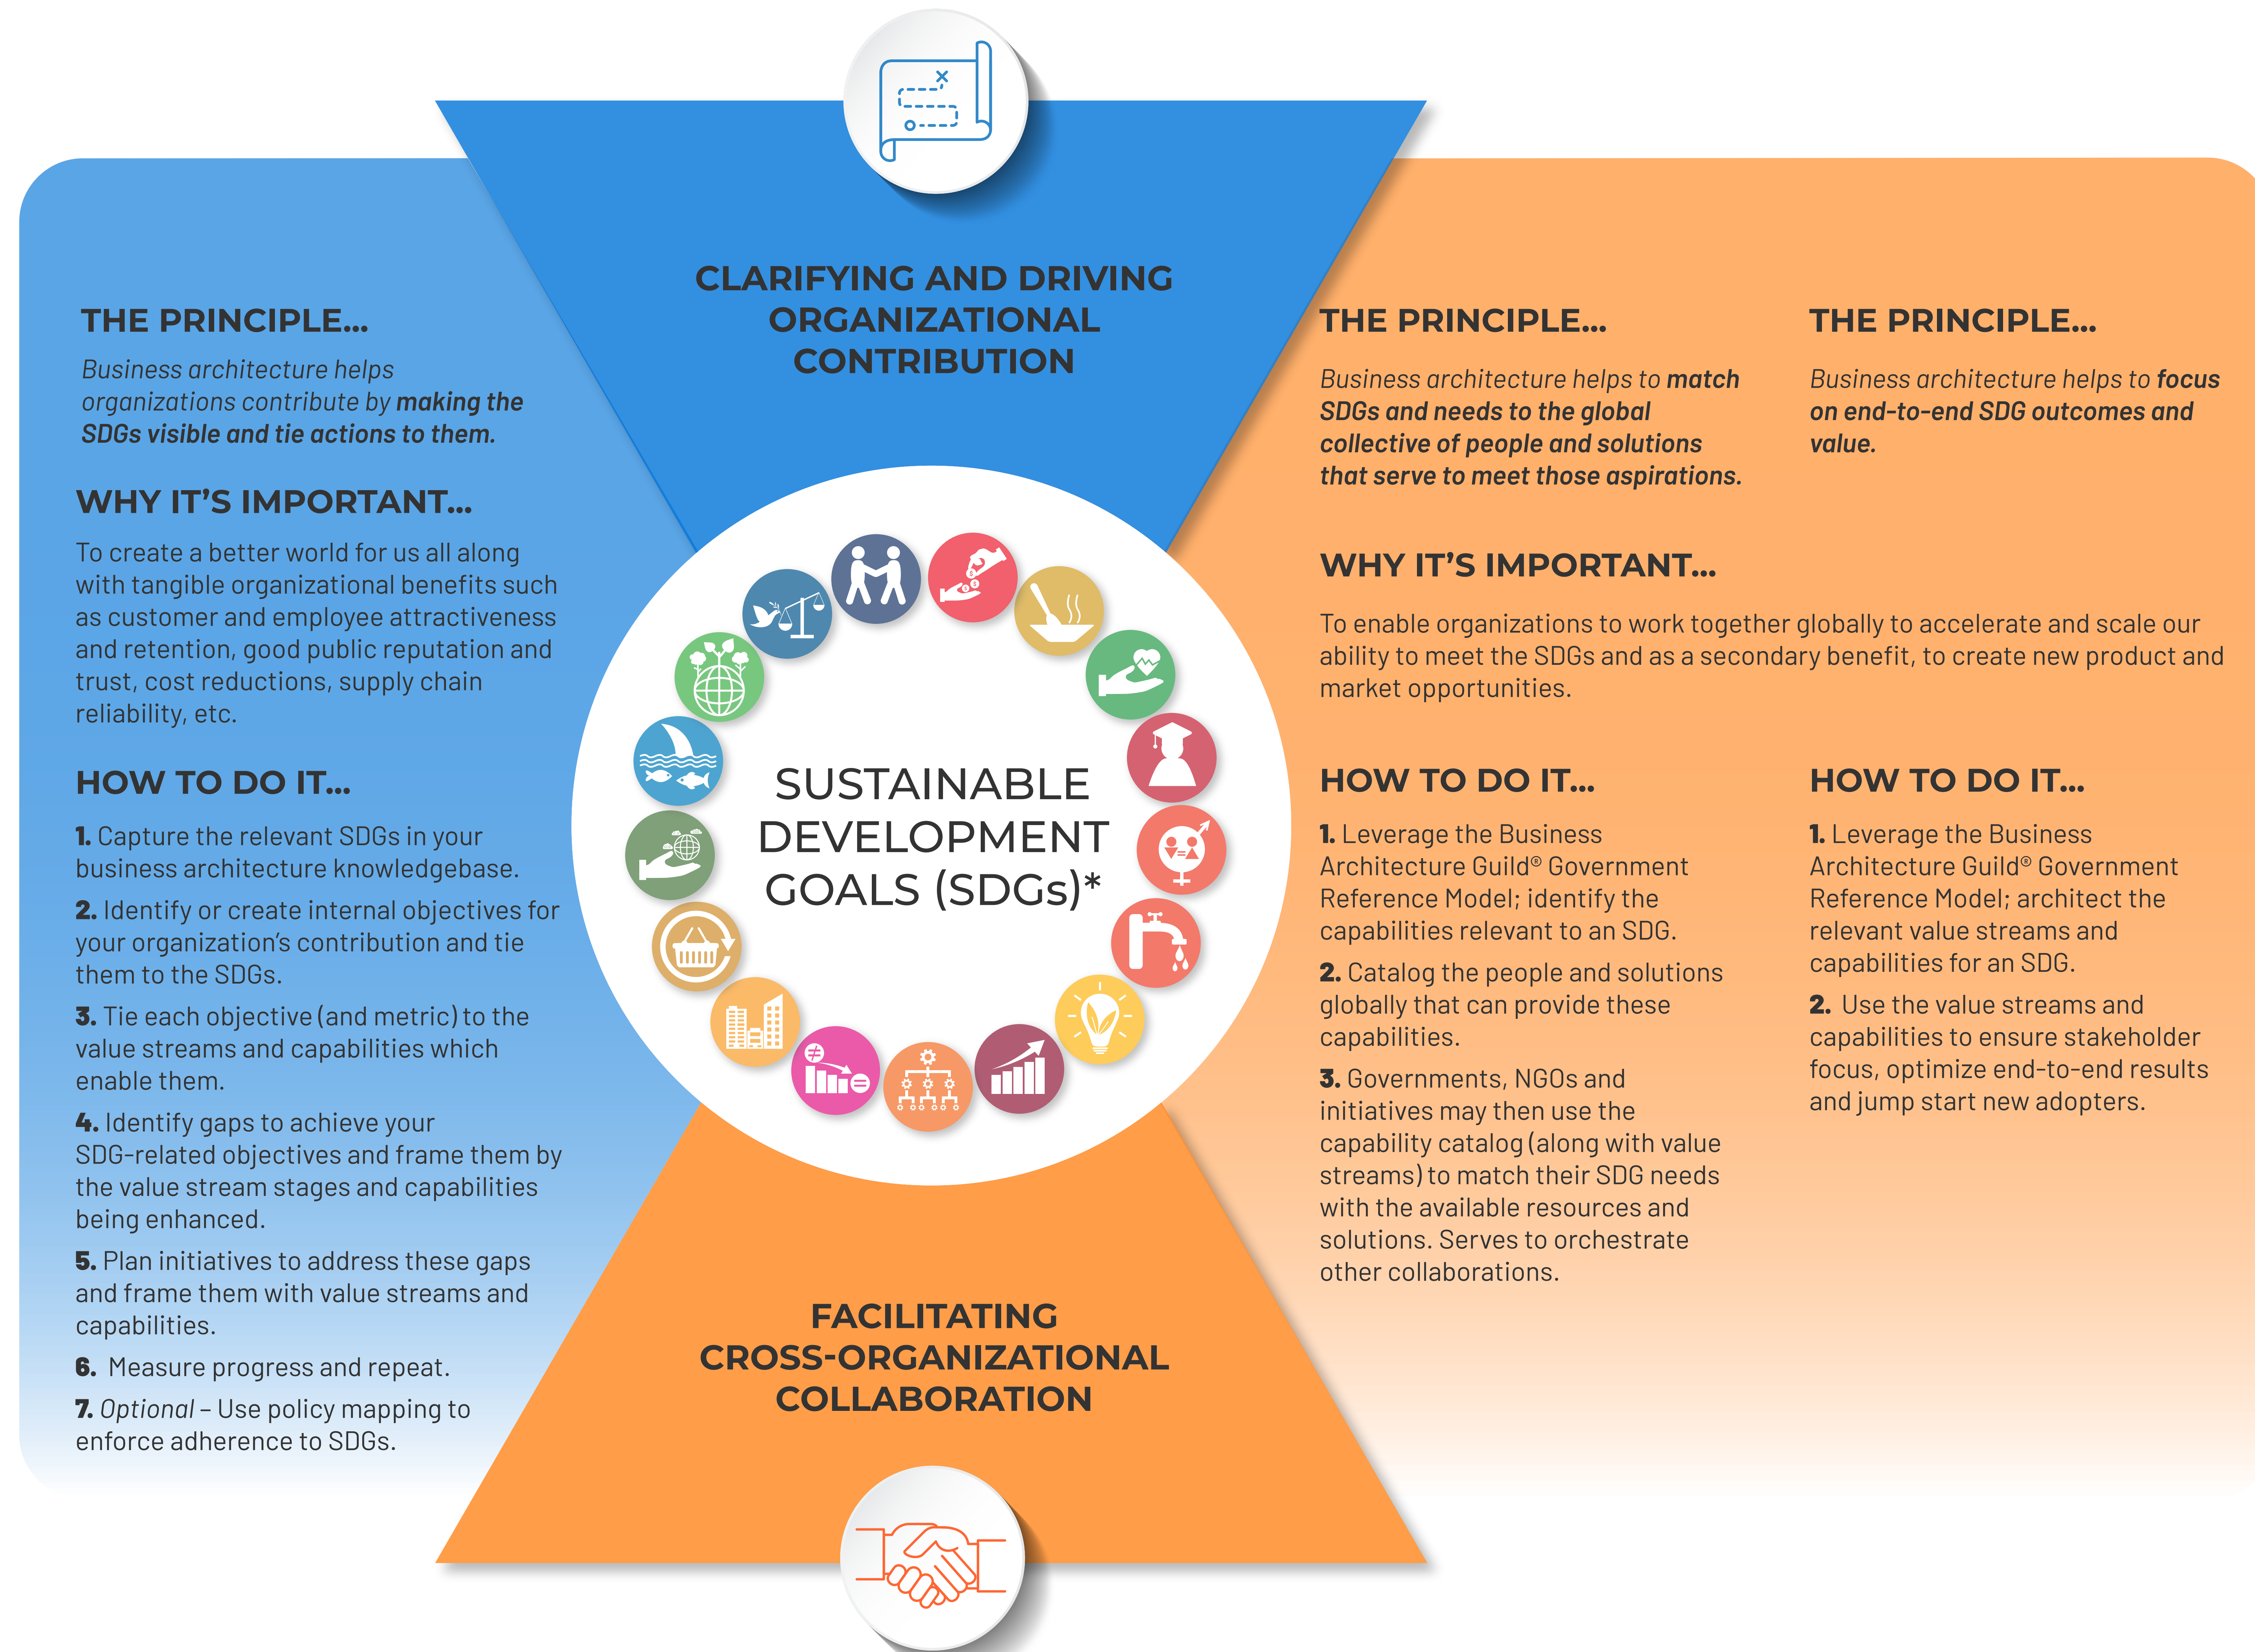 CLARIFYING AND DRIVING
ORGANIZATIONAL
CONTRIBUTION
THE PRINCIPLE...
Business architecture helps
organizations contribute by making the
SDGs visible and tie actions to them.
WHY IT'S IMPORTANT...
To create a better world for us all along
with tangible organizational benefits such
as customer and employee attractiveness
and retention, good public reputation and
trust, cost reductions, supply chain
reliability, etc.
HOW TO DO IT...
1. Capture the relevant SDGs in your
business architecture knowledgebase.
2. Identify or create internal objectives for
your organization's contribution and tie
them to the SDGs.
3. Tie each objective (and metric) to the
value streams and capabilities which
enable them.
4. Identify gaps to achieve your
SDG-related objectives and frame them by
the value stream stages and capabilities
being enhanced.
5. Plan initiatives to address these gaps
and frame them with value streams and
capabilities.
6. Measure progress and repeat.
7. Optional – Use policy mapping to
enforce adherence to SDGs.
SUSTAINABLE
DEVELOPMENT
GOALS (SDGs)*
FACILITATING
CROSS-ORGANIZATIONAL
COLLABORATION
THE PRINCIPLE...
Business architecture helps to match
SDGs and needs to the global
collective of people and solutions
that serve to meet those aspirations.
THE PRINCIPLE...
Business architecture helps to focus
on end-to-end SDG outcomes and
value.
WHY IT'S IMPORTANT...
To enable organizations to work together globally to accelerate and scale our
ability to meet the SDGs and as a secondary benefit, to create new product and
market opportunities.
HOW TO DO IT...
1. Leverage the Business
Architecture Guild® Government
Reference Model; identify the
capabilities relevant to an SDG.
2. Catalog the people and solutions
globally that can provide these
capabilities.
3. Governments, NGOs and
initiatives may then use the
capability catalog (along with value
streams) to match their SDG needs
with the available resources and
solutions. Serves to orchestrate
other collaborations.
HOW TO DO IT...
1. Leverage the Business
Architecture Guild® Government
Reference Model; architect the
relevant value streams and
capabilities for an SDG.
2. Use the value streams and
capabilities to ensure stakeholder
focus, optimize end-to-end results
and jump start new adopters.